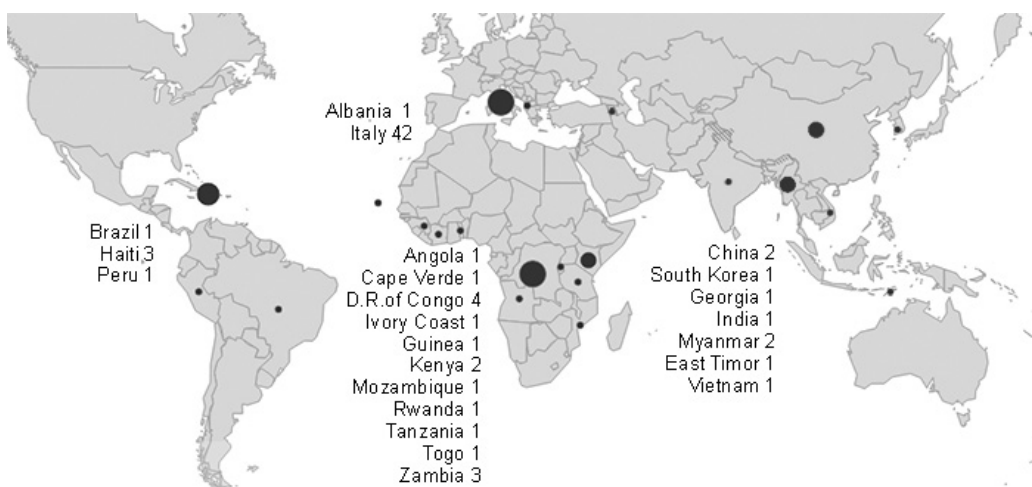 Albania 1
Italy 42
Brazil 1
Haiti 3
Peru 1
Angola 1
Cape Verde 1
D.R.of Congo 4
Ivory Coast 1
Guinea 1
Kenya 2
Mozambique 1
Rwanda 1
Tanzania 1
Togo 1
Zambia 3
China 2
South Korea 1
Georgia 1
India 1
Myanmar 2
East Timor 1
Vietnam 1